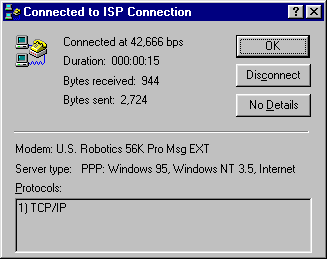 Connected to ISP Connection
Connected at 42,666 bps
Duration: 000:00:15
Bytes received: 944
Bytes sent: 2,724
OK
Disconnect
No Details
Modem: U.S. Robotics 56K Pro Msg EXT
Server type: PPP: Windows 95, Windows NT 3.5, Internet
Protocols:
1) TCP/IP